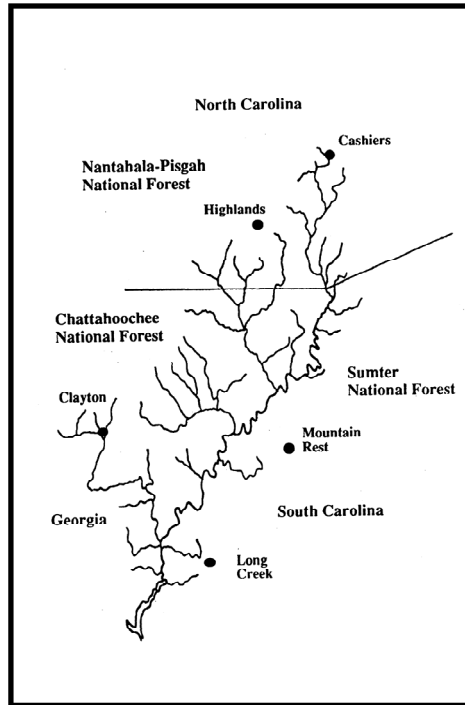 North Carolina
Cashiers
Nantahala-Pisgah
National Forest
Highlands
Chattahoochee
National Forest
Sumter
National Forest
Clayton
Mountain
Rest
South Carolina
Georgia
Long
Creek